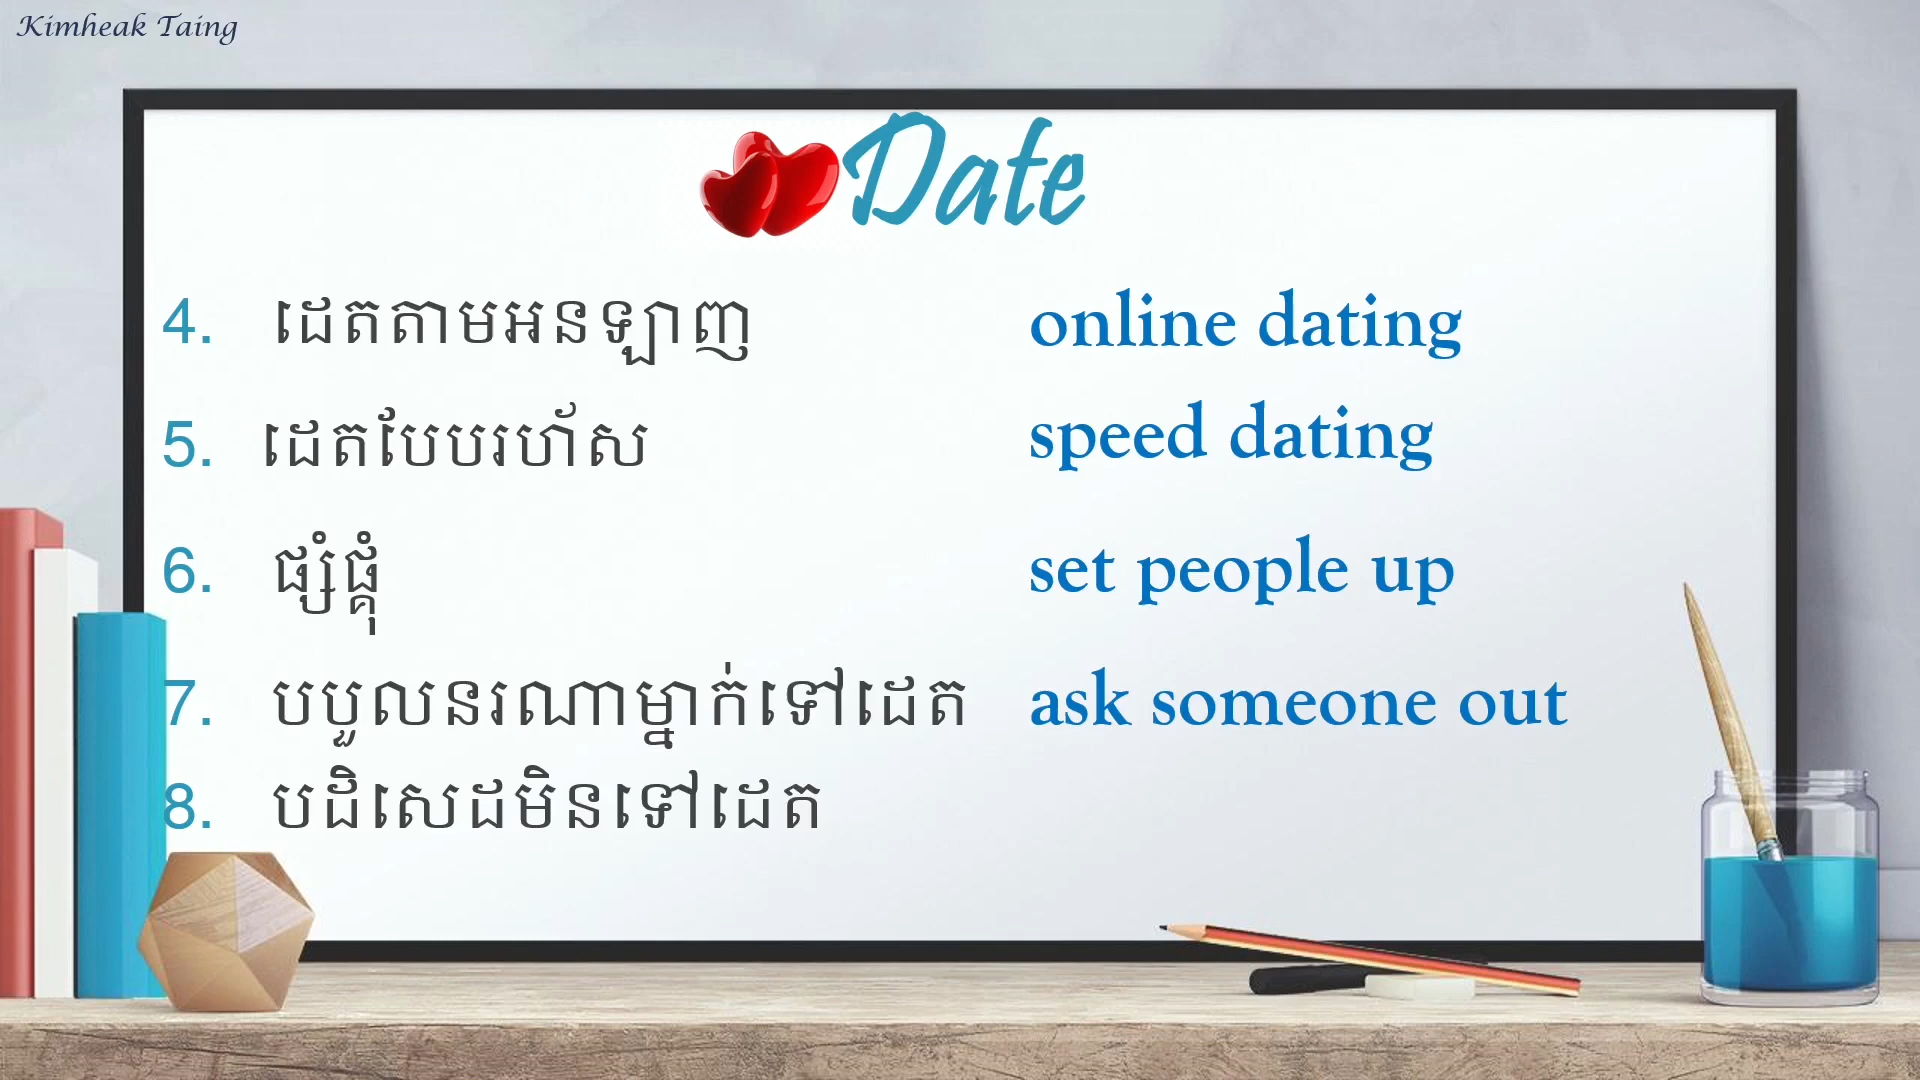 Kimheak Taing
Date
4. ដេតតាមអនឡាញ online dating
5. ដេតបែបរហ័ស speed dating
6. ផ្សំផ្គុំ set people up
7. បបួលនរណាម្នាក់ទៅដេត ask someone out
8. បដិសេដមិនទៅដេត